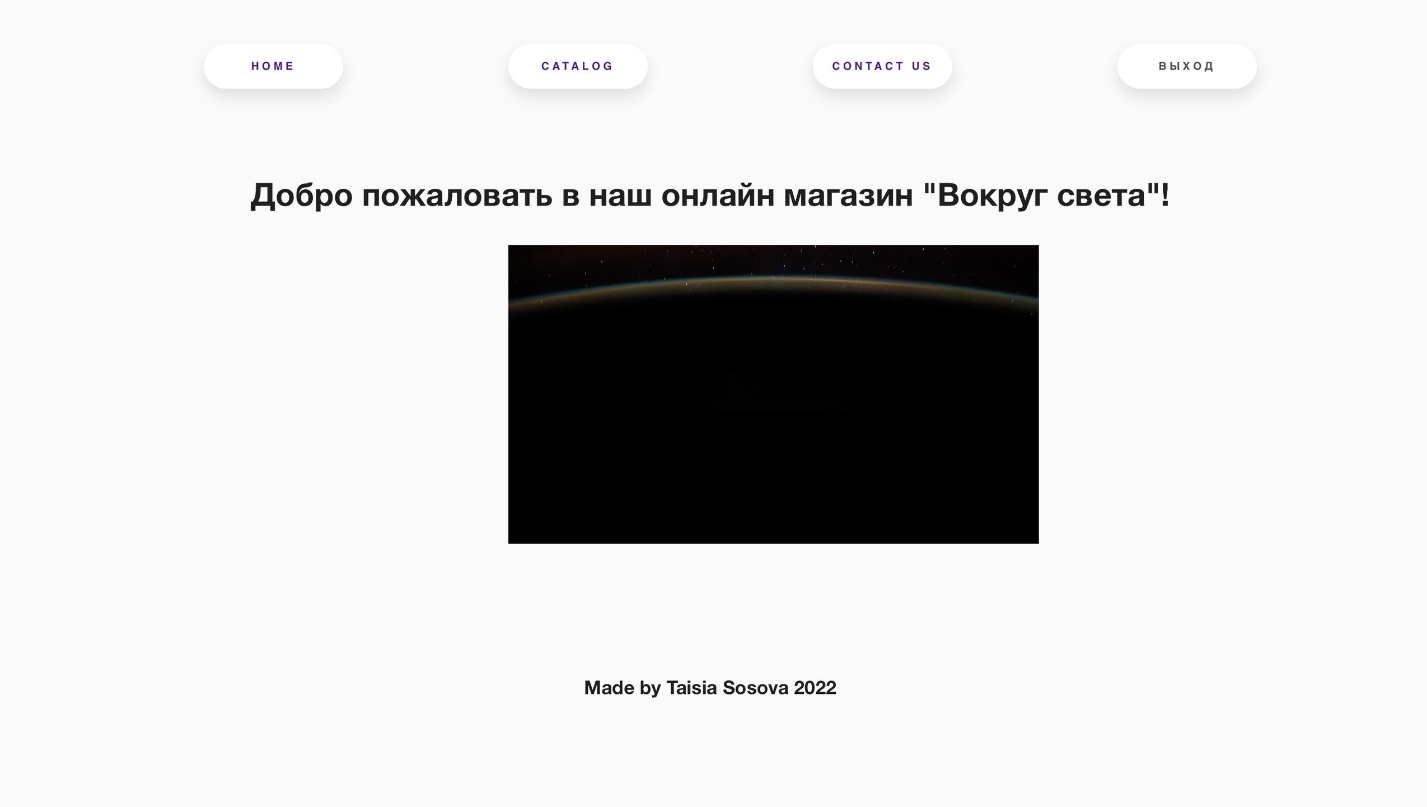 HOME
CATALOG
CONTACT US
ВЫХОД
Добро пожаловать в наш онлайн магазин "Вокруг света"!
Made by Taisia Sosova 2022